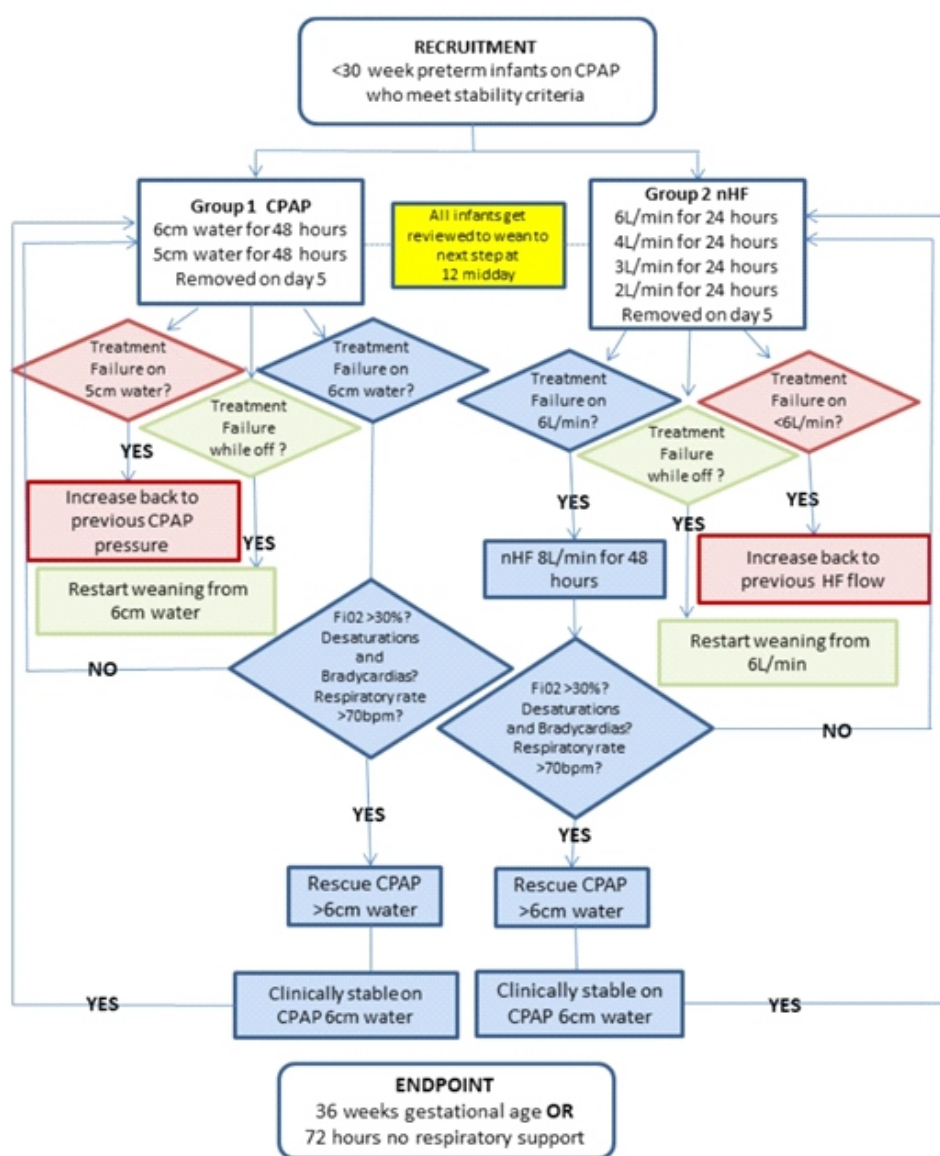 RECRUITMENT
<30 week preterm infants on CPAP
who meet stability criteria
Group 1 CPAP
6cm water for 48 hours
5cm water for 48 hours
Removed on day 5
All infants get
reviewed to wean to
next step at
12 midday
Group 2 nHF
6L/min for 24 hours
4L/min for 24 hours
3L/min for 24 hours
2L/min for 24 hours
Removed on day 5
Treatment
Failure on
5cm water?
Treatment
Failure
while off ?
Treatment
Failure on
6cm water?
Treatment
Failure on
6L/min?
Treatment
Failure
while off ?
Treatment
Failure on
<6L/min?
YES
Increase back to
previous CPAP
pressure
YES
Restart weaning from
6cm water
YES
nHF 8L/min for 48
hours
YES
YES
Increase back to
previous HF flow
Restart weaning from
6L/min
NO
Fi02 >30%?
Desaturations
and
Bradycardias?
Respiratory rate
>70bpm?
Fi02 >30%?
Desaturations
and Bradycardias?
Respiratory rate
>70bpm?
NO
YES
YES
Rescue CPAP
>6cm water
Rescue CPAP
>6cm water
YES
Clinically stable on
CPAP 6cm water
Clinically stable on
CPAP 6cm water
YES
ENDPOINT
36 weeks gestational age OR
72 hours no respiratory support